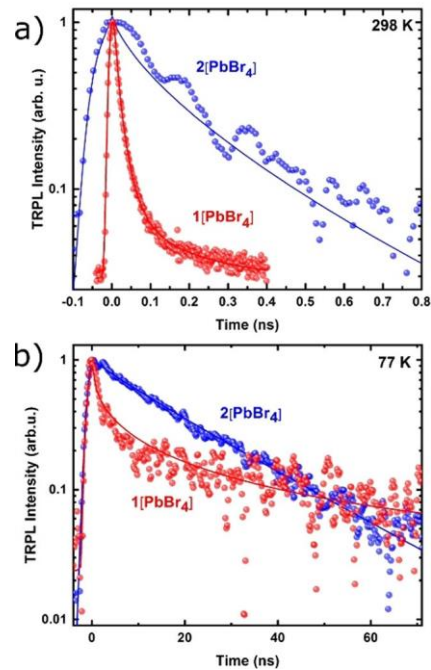 a)
298 K
1
2[PbBr₄]
0.1
1[PbBr₄]
TRPL Intensity (arb. u.)
-0.1 0.0 0.1 0.2 0.3 0.4 0.5 0.6 0.7 0.8
Time (ns)
b)
77 K
1
2[PbBr₄]
0.1
1[PbBr₄]
0.01
TRPL Intensity (arb.u.)
0 20 40 60
Time (ns)